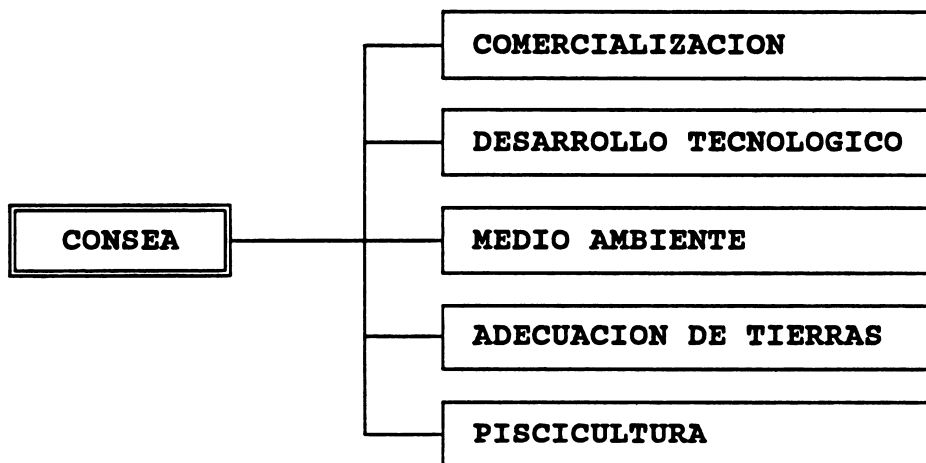 COMERCIALIZACION
DESARROLLO TECNOLOGICO
CONSEA
MEDIO AMBIENTE
ADECUACION DE TIERRAS
PISCICULTURA